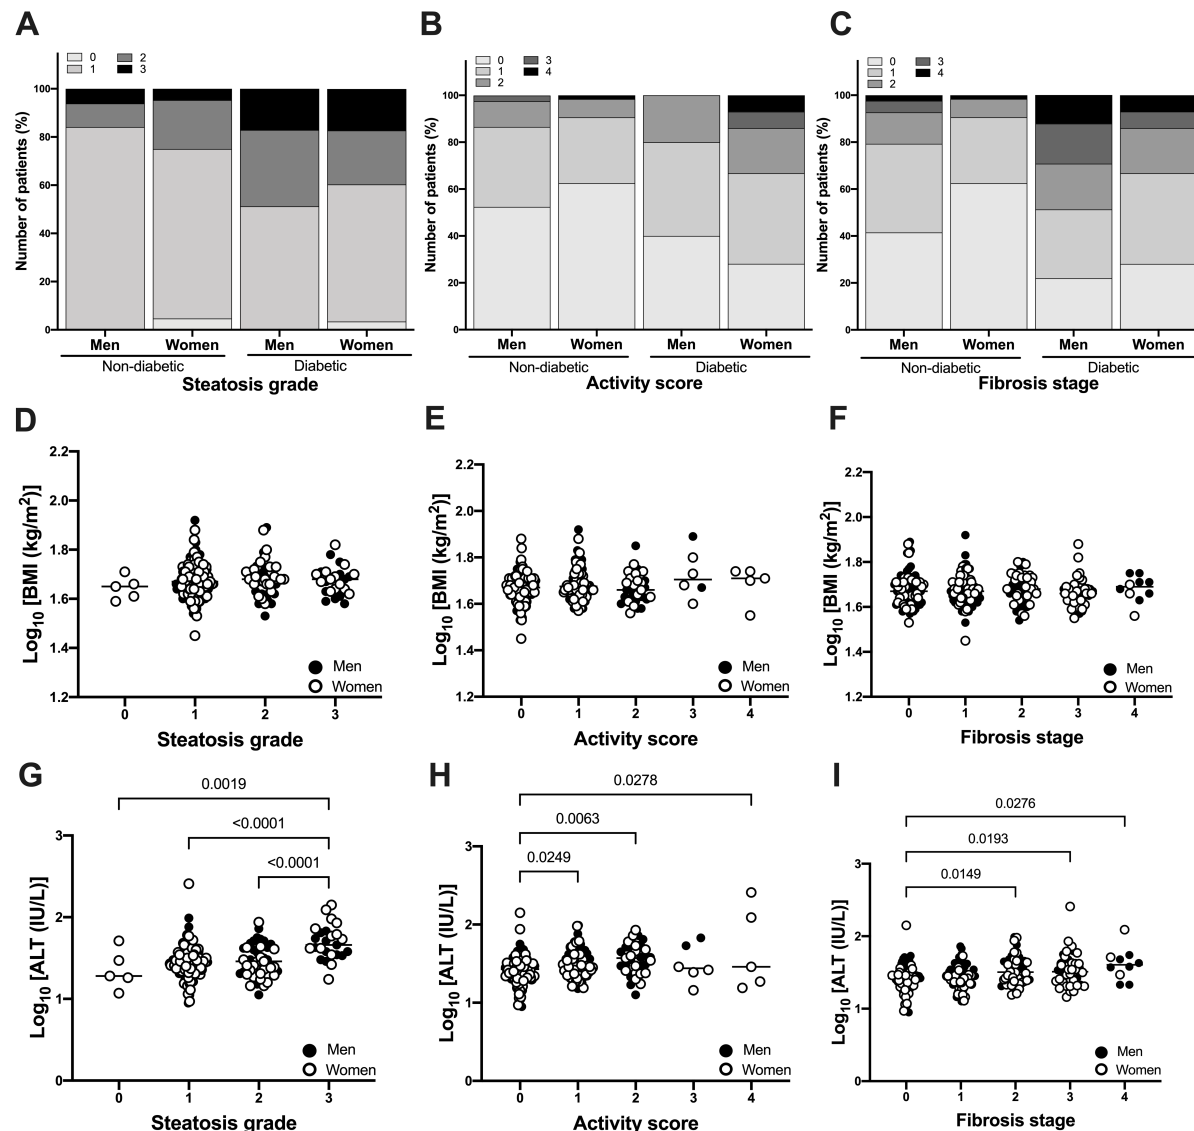 A
0 2
1 3
Number of patients (%)
100
80
60
40
20
0
Men Women Men Women
Non-diabetic Diabetic
Steatosis grade
B
0 3
1 4
2
Number of patients (%)
100
80
60
40
20
0
Men Women Men Women
Non-diabetic Diabetic
Activity score
C
0 3
1 4
2
Number of patients (%)
100
80
60
40
20
0
Men Women Men Women
Non-diabetic Diabetic
Fibrosis stage
D
Log10 [BMI (kg/m2)]
2.2
2.0
1.8
1.6
1.4
1.2
Men
Women
0 1 2 3
Steatosis grade
E
Log10 [BMI (kg/m2)]
2.2
2.0
1.8
1.6
1.4
1.2
Men
Women
0 1 2 3 4
Activity score
F
Log10 [BMI (kg/m2)]
2.2
2.0
1.8
1.6
1.4
1.2
Men
Women
0 1 2 3 4
Fibrosis stage
G
0.0019
<0.0001
<0.0001
Log10 [ALT (IU/L)]
3
2
1
0
Men
Women
0 1 2 3
Steatosis grade
H
0.0278
0.0063
0.0249
Log10 [ALT (IU/L)]
3
2
1
0
Men
Women
0 1 2 3 4
Activity score
I
0.0276
0.0193
0.0149
Log10 [ALT (IU/L)]
3
2
1
0
Men
Women
0 1 2 3 4
Fibrosis stage